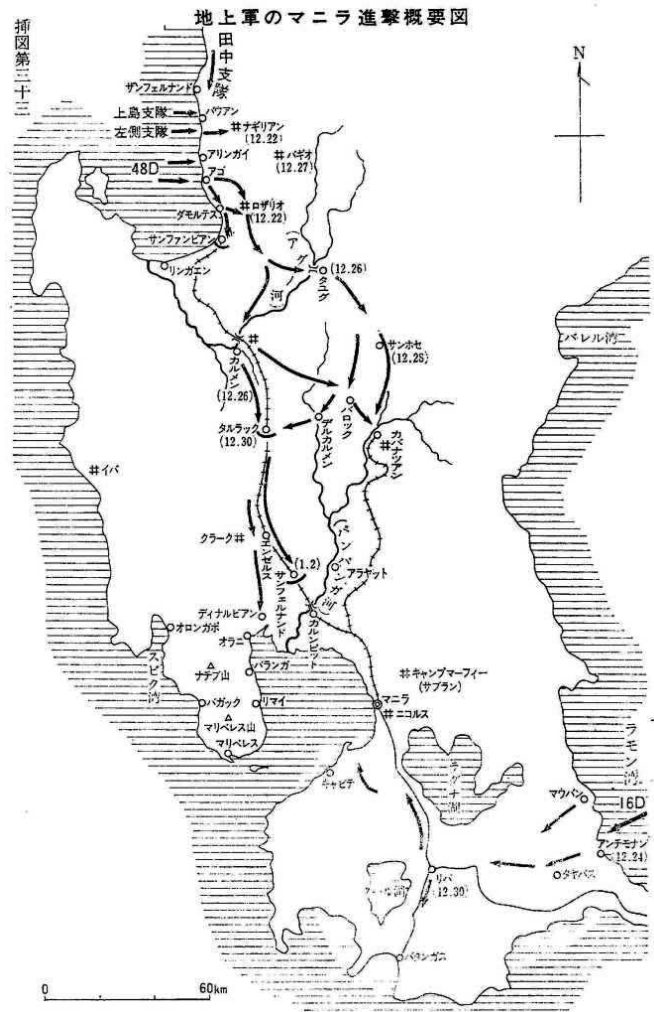 地上軍のマニラ進撃概要図
挿図第三十三
田中支隊
N
サンフェルナンド
バウアン
上島支隊
左側支隊
ナギリアン
(12.22)
バギオ
(12.27)
アリンガイ
48D
アゴ
ロザリオ
(12.22)
ダモルテス
サンファンビアン
リンガエン
(アグノ河)
(12.26)
タユグ
バレル湾
サンホセ
(12.28)
カルメン
(12.26)
バロック
タルラック
(12.30)
デルカルメン
カバナツアン
イバ
クラーク
エンゼルス
(1.2)
サンフェルナンド
(パンパンガ河)
アラヤット
ディナルピアン
カルンピット
オロンガポ
オラニ
スビク湾
ナチブ山
バランガ
キャンプマーフィー
(サブラン)
マニラ
バガック
リマイ
ニコルス
マリベレス山
マリベレス
ラモン湾
ラグナ湖
キャビテ
マウバン
16D
アンチモナン
(12.24)
リパ
(12.30)
タヤバス
バタンガス
0
60km